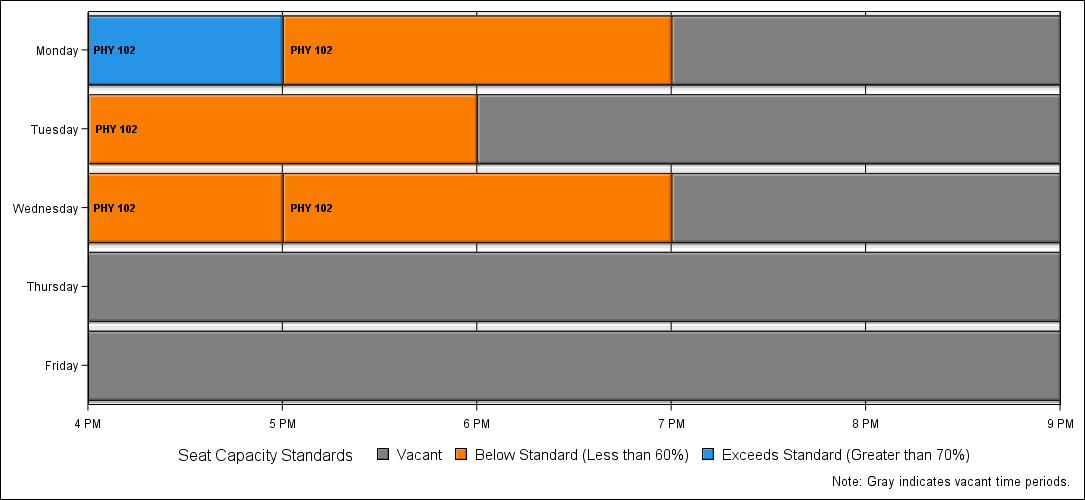 Monday PHY 102 PHY 102
Tuesday PHY 102
Wednesday PHY 102 PHY 102
Thursday
Friday
4 PM 5 PM 6 PM 7 PM 8 PM 9 PM
Seat Capacity Standards Vacant Below Standard (Less than 60%) Exceeds Standard (Greater than 70%)
Note: Gray indicates vacant time periods.